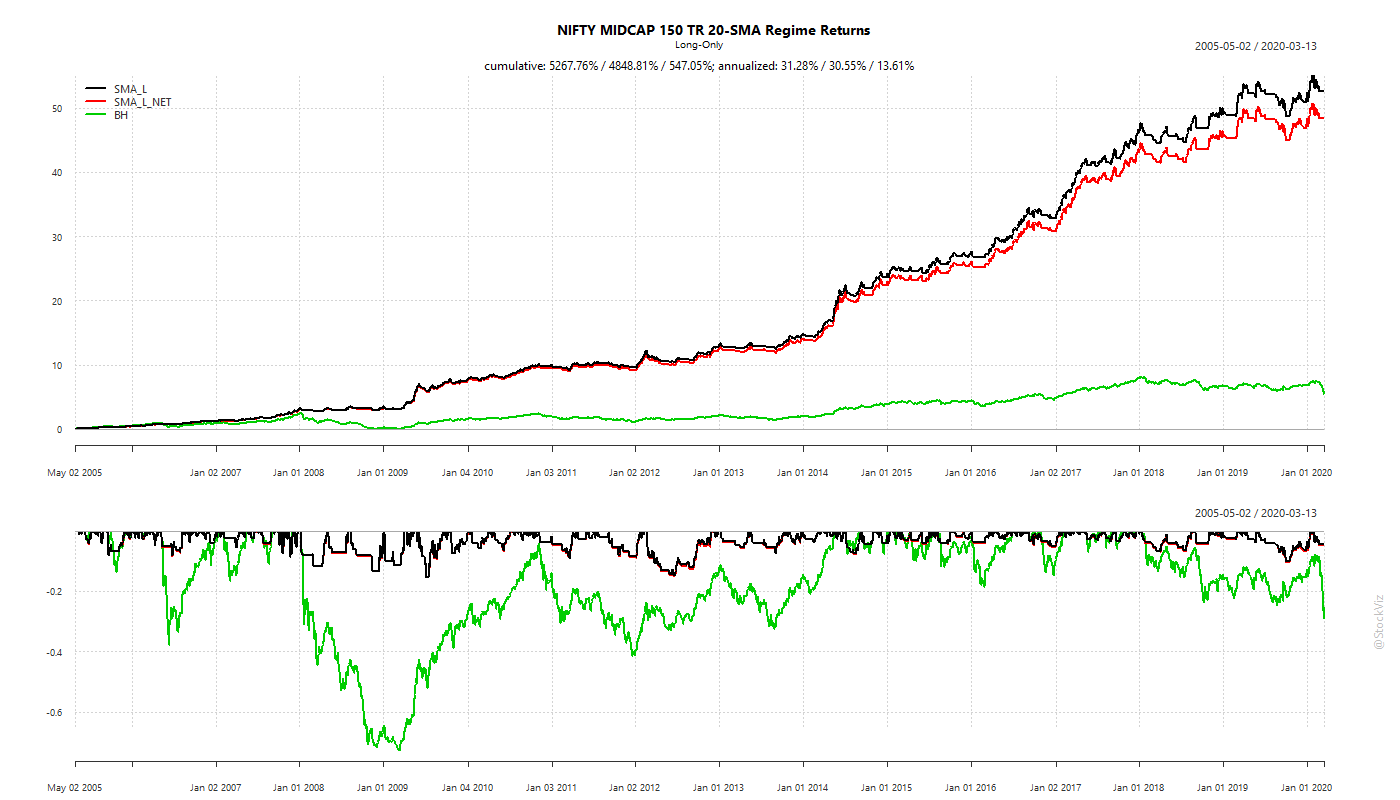 NIFTY MIDCAP 150 TR 20-SMA Regime Returns
Long-Only
2005-05-02 / 2020-03-13
cumulative: 5267.76% / 4848.81% / 547.05%; annualized: 31.28% / 30.55% / 13.61%
SMA_L
SMA_L_NET
BH
50
40
30
20
10
0
May 02 2005 Jan 02 2007 Jan 01 2008 Jan 01 2009 Jan 04 2010 Jan 03 2011 Jan 02 2012 Jan 01 2013 Jan 01 2014 Jan 01 2015 Jan 01 2016 Jan 02 2017 Jan 01 2018 Jan 01 2019 Jan 01 2020
2005-05-02 / 2020-03-13
-0.2
-0.4
-0.6
May 02 2005 Jan 02 2007 Jan 01 2008 Jan 01 2009 Jan 04 2010 Jan 03 2011 Jan 02 2012 Jan 01 2013 Jan 01 2014 Jan 01 2015 Jan 01 2016 Jan 02 2017 Jan 01 2018 Jan 01 2019 Jan 01 2020
@StockViz